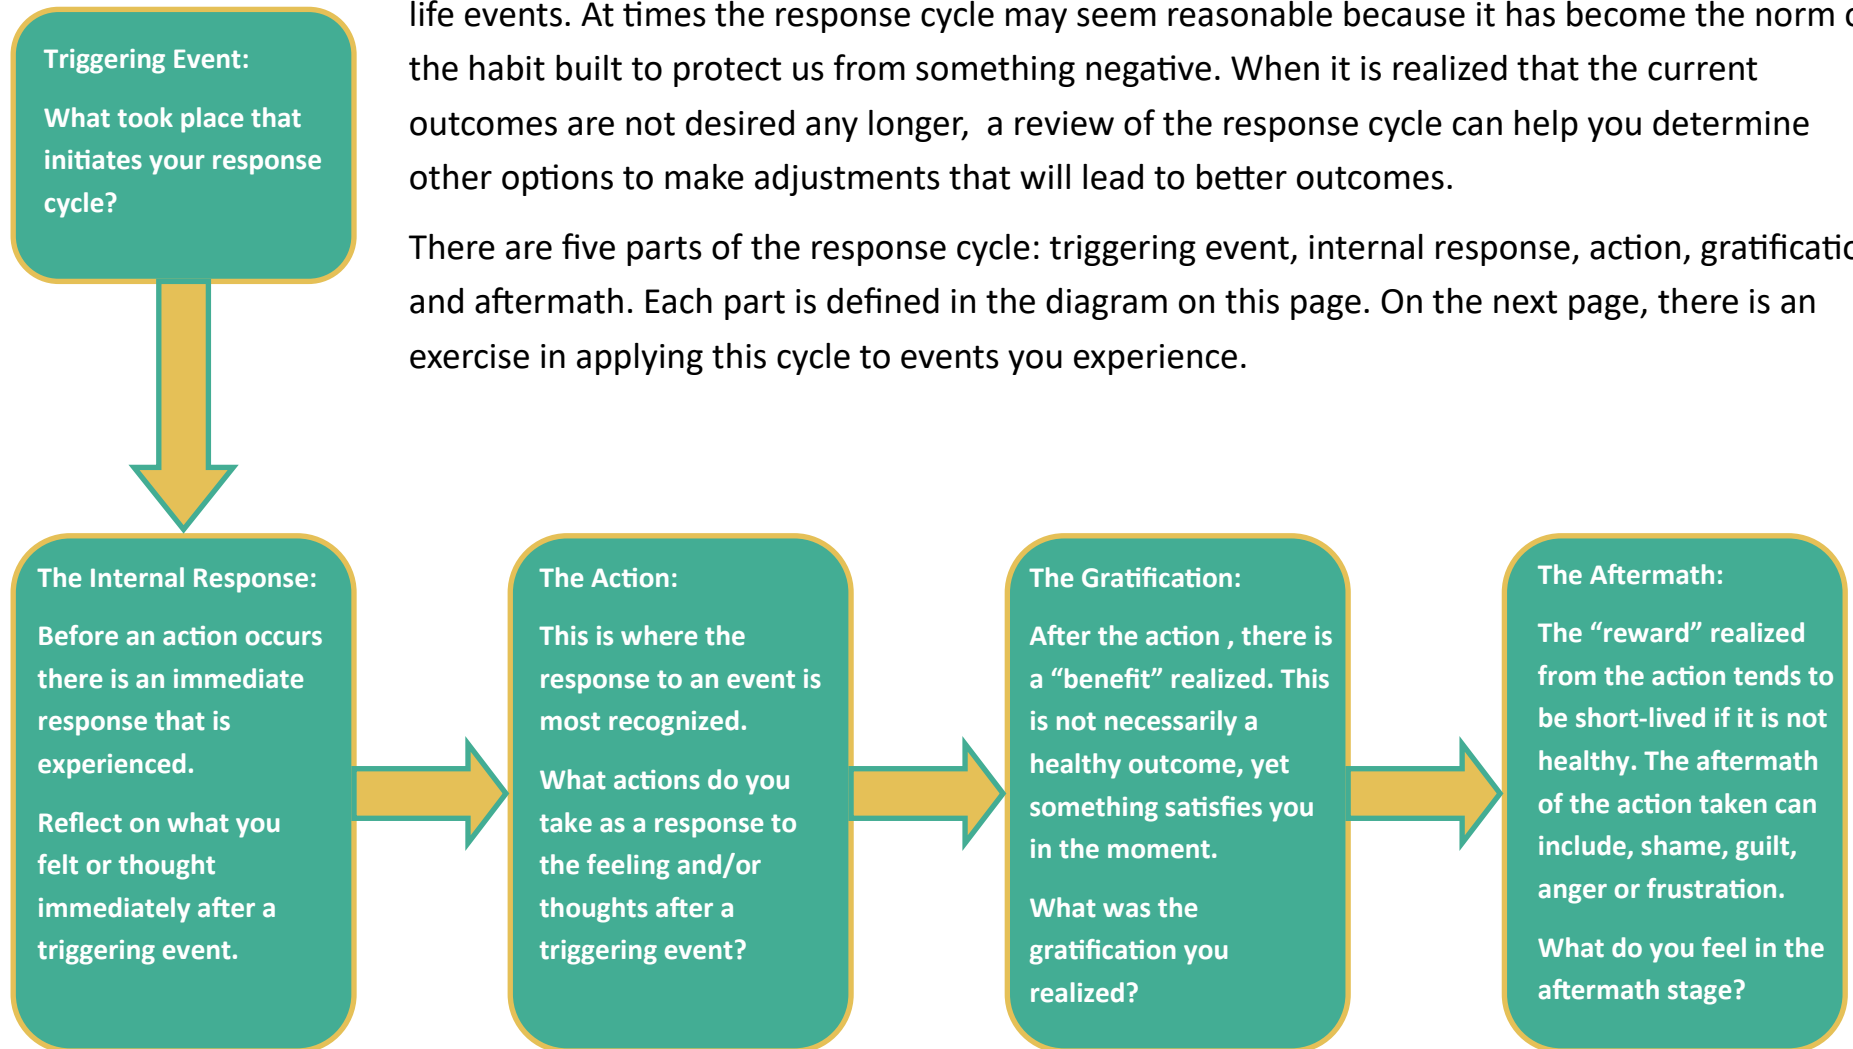 life events. At times the response cycle may seem reasonable because it has become the norm
the habit built to protect us from something negative. When it is realized that the current
outcomes are not desired any longer,  a review of the response cycle can help you determine
other options to make adjustments that will lead to better outcomes.
There are five parts of the response cycle: triggering event, internal response, action,
and aftermath. Each part is defined in the diagram on this page. On the next page, there is an
exercise in applying this cycle to events you experience.
Triggering Event:
What took place that
initiates your response
cycle?
The Internal Response:
Before an action occurs
there is an immediate
response that is
experienced.
Reflect on what you
felt or thought
immediately after a
triggering event.
The Action:
This is where the
response to an event is
most recognized.
What actions do you
take as a response to
the feeling and/or
thoughts after a
triggering event?
The Gratification:
After the action , there is
a “benefit” realized. This
is not necessarily a
healthy outcome, yet
something satisfies you
in the moment.
What was the
gratification you
realized?
The Aftermath:
The “reward” realized
from the action tends to
be short-lived if it is not
healthy. The aftermath
of the action taken can
include, shame, guilt,
anger or frustration.
What do you feel in the
aftermath stage?